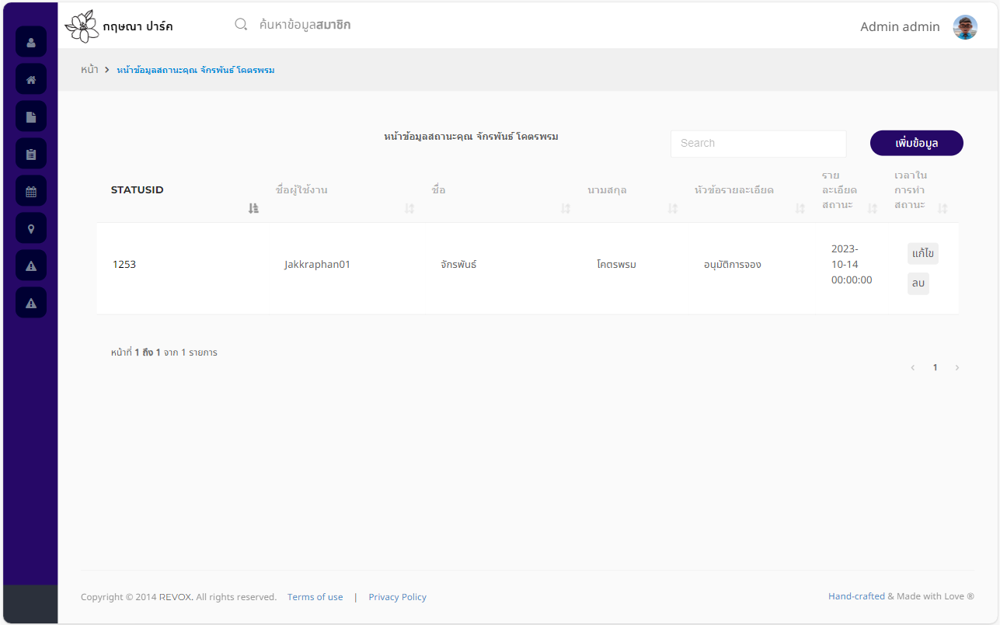 กฤษณา ปาร์ค
ค้นหาข้อมูลสมาชิก
Admin admin
หน้า > หน้าข้อมูลสถานะคุณ จักรพันธ์ โคตรพรม
หน้าข้อมูลสถานะคุณ จักรพันธ์ โคตรพรม
Search
เพิ่มข้อมูล
STATUSID
ชื่อผู้ใช้งาน
ชื่อ
นามสกุล
หัวข้อรายละเอียด
ราย
ละเอียด
สถานะ
เวลาใน
การทำ
สถานะ
1253
Jakkraphan01
จักรพันธ์
โคตรพรม
อนุมัติการจอง
2023-
10-14
00:00:00
แก้ไข
ลบ
หน้าที่ 1 ถึง 1 จาก 1 รายการ
‹ 1 ›
Copyright © 2014 REVOX. All rights reserved. Terms of use | Privacy Policy
Hand-crafted & Made with Love ®